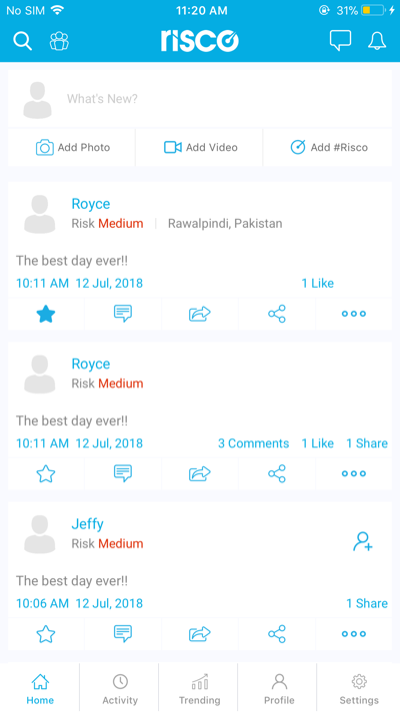 No SIM 11:20 AM 31%
risco
What's New?
Add Photo Add Video Add #Risco
Royce
Risk Medium | Rawalpindi, Pakistan
The best day ever!!
10:11 AM 12 Jul, 2018 1 Like
Royce
Risk Medium
The best day ever!!
10:11 AM 12 Jul, 2018 3 Comments 1 Like 1 Share
Jeffy
Risk Medium
The best day ever!!
10:06 AM 12 Jul, 2018 1 Share
Home Activity Trending Profile Settings